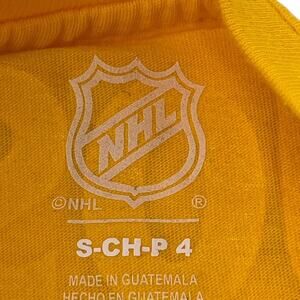 NHL
©NHL ®
S-CH-P 4
MADE IN GUATEMALA
HECHO EN GUATEMALA